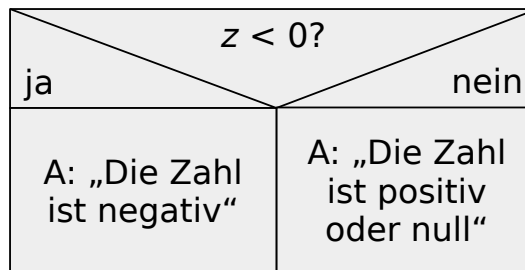 z < 0?
ja
nein
A: „Die Zahl
ist negativ“
A: „Die Zahl
ist positiv
oder null“